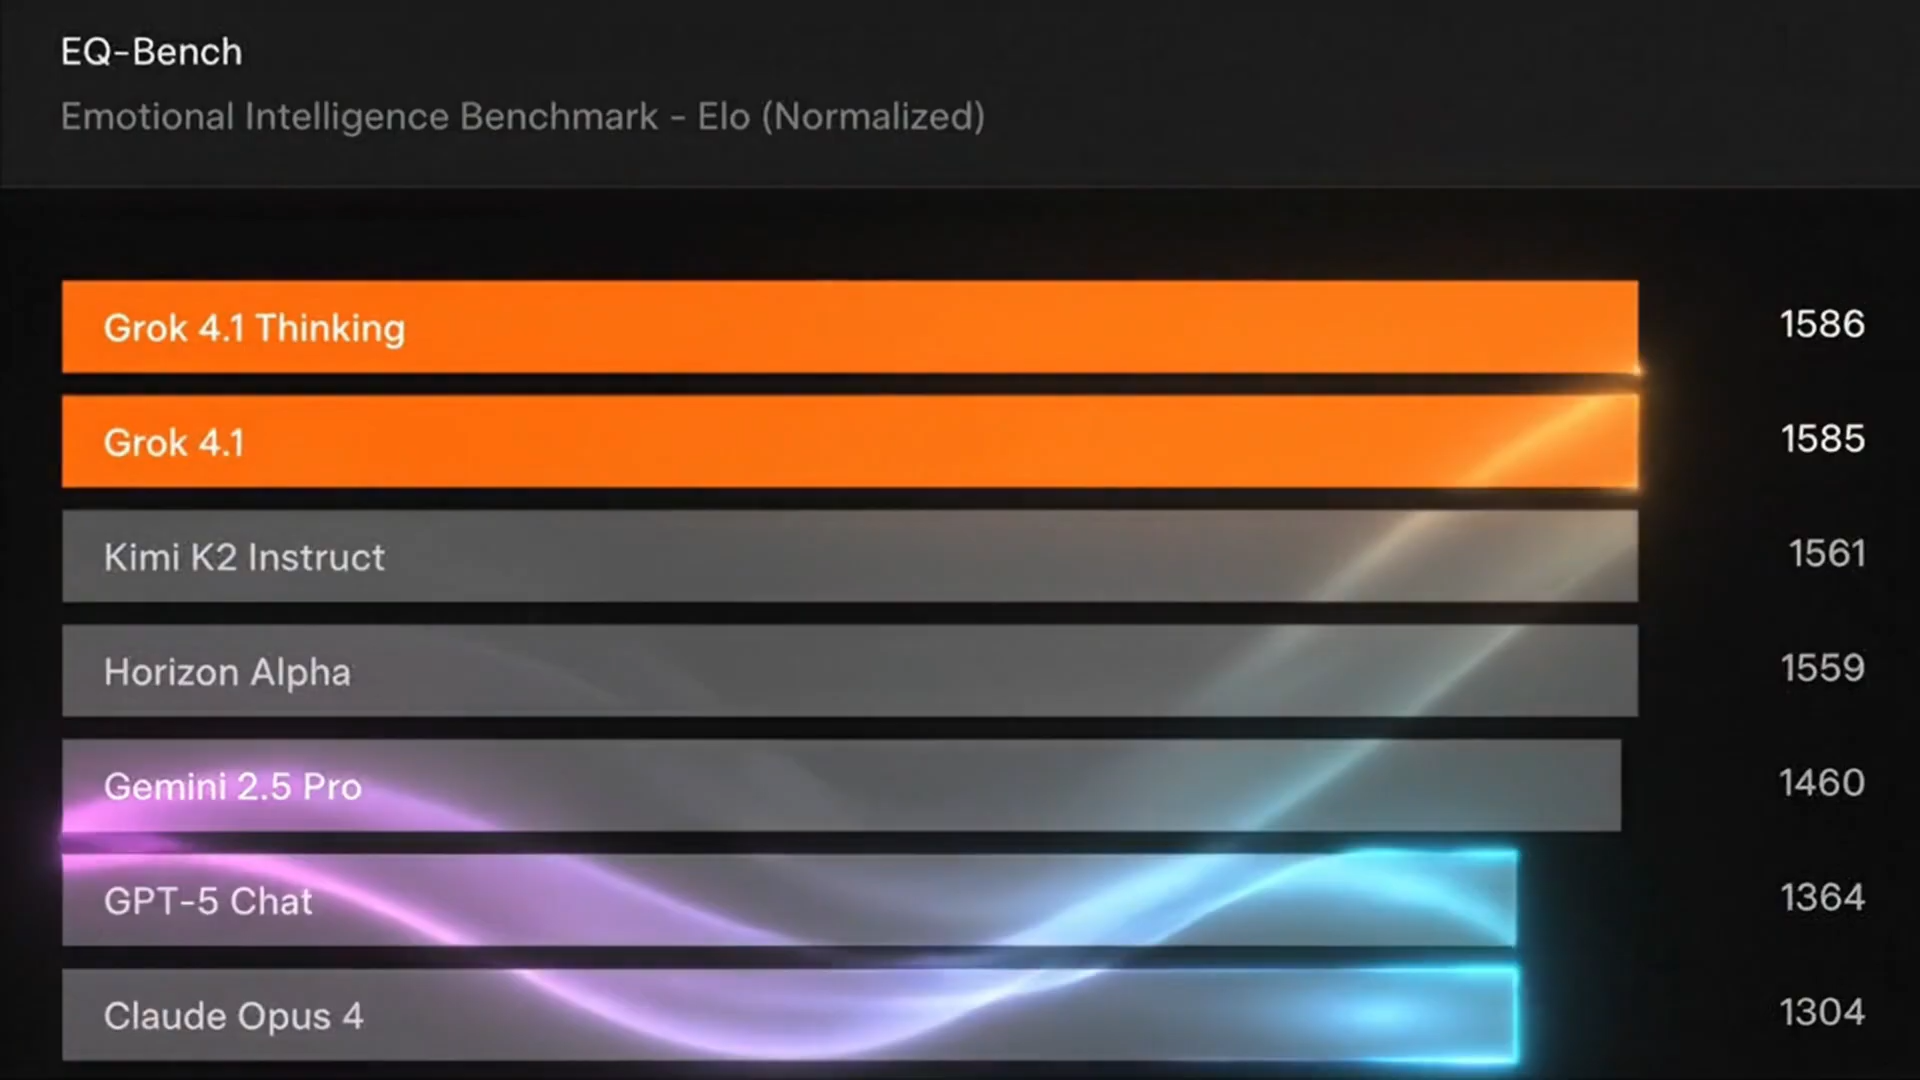 EQ-Bench
Emotional Intelligence Benchmark - Elo (Normalized)
Grok 4.1 Thinking 1586
Grok 4.1 1585
Kimi K2 Instruct 1561
Horizon Alpha 1559
Gemini 2.5 Pro 1460
GPT-5 Chat 1364
Claude Opus 4 1304